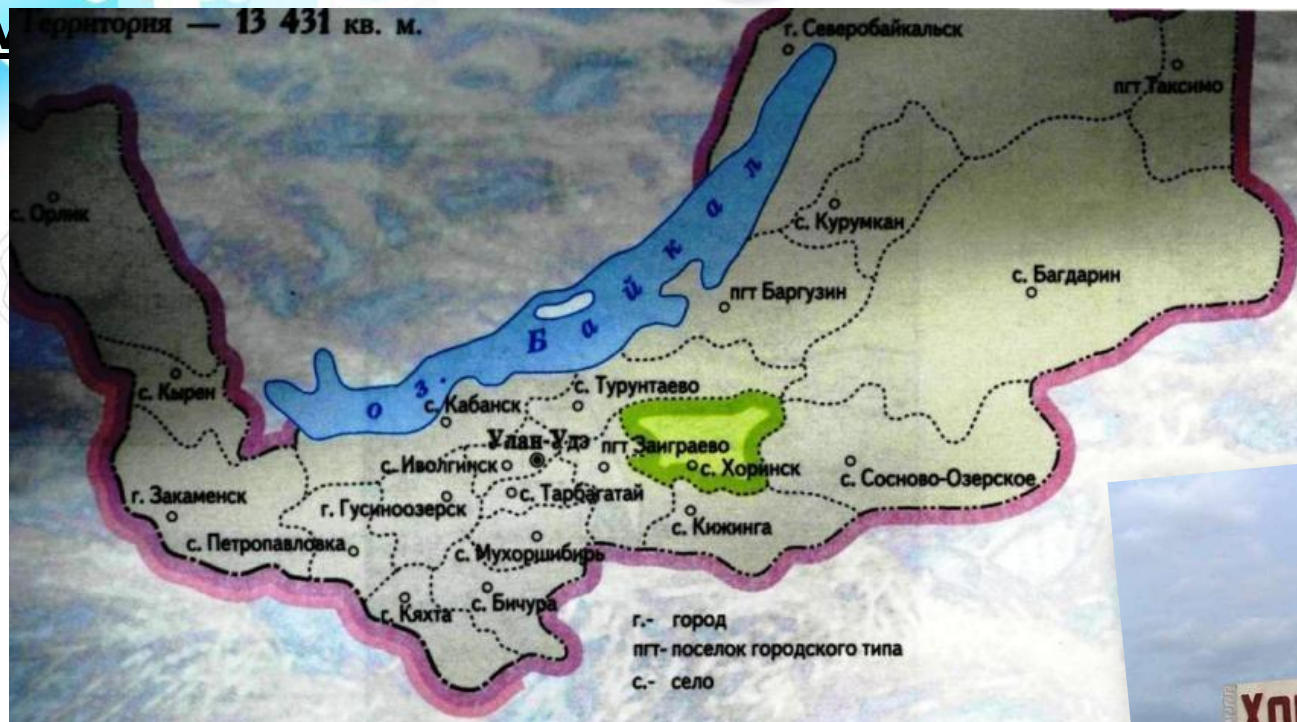 Территория — 13 431 кв. м.
г. Северобайкальск
пгт Таксимо
с. Орлик
с. Курумкан
с. Багдарин
пгт Баргузин
оз. Байкал
с. Кырен
с. Турунтаево
с. Кабанск
Улан-Удэ
пгт Заиграево
с. Иволгинск
с. Хоринск
с. Сосново-Озерское
г. Закаменск
с. Тарбагатай
г. Гусиноозерск
с. Кижинга
с. Петропавловка
с. Мухоршибирь
г. Кяхта
с. Бичура
г.- город
пгт- поселок городского типа
с.- село